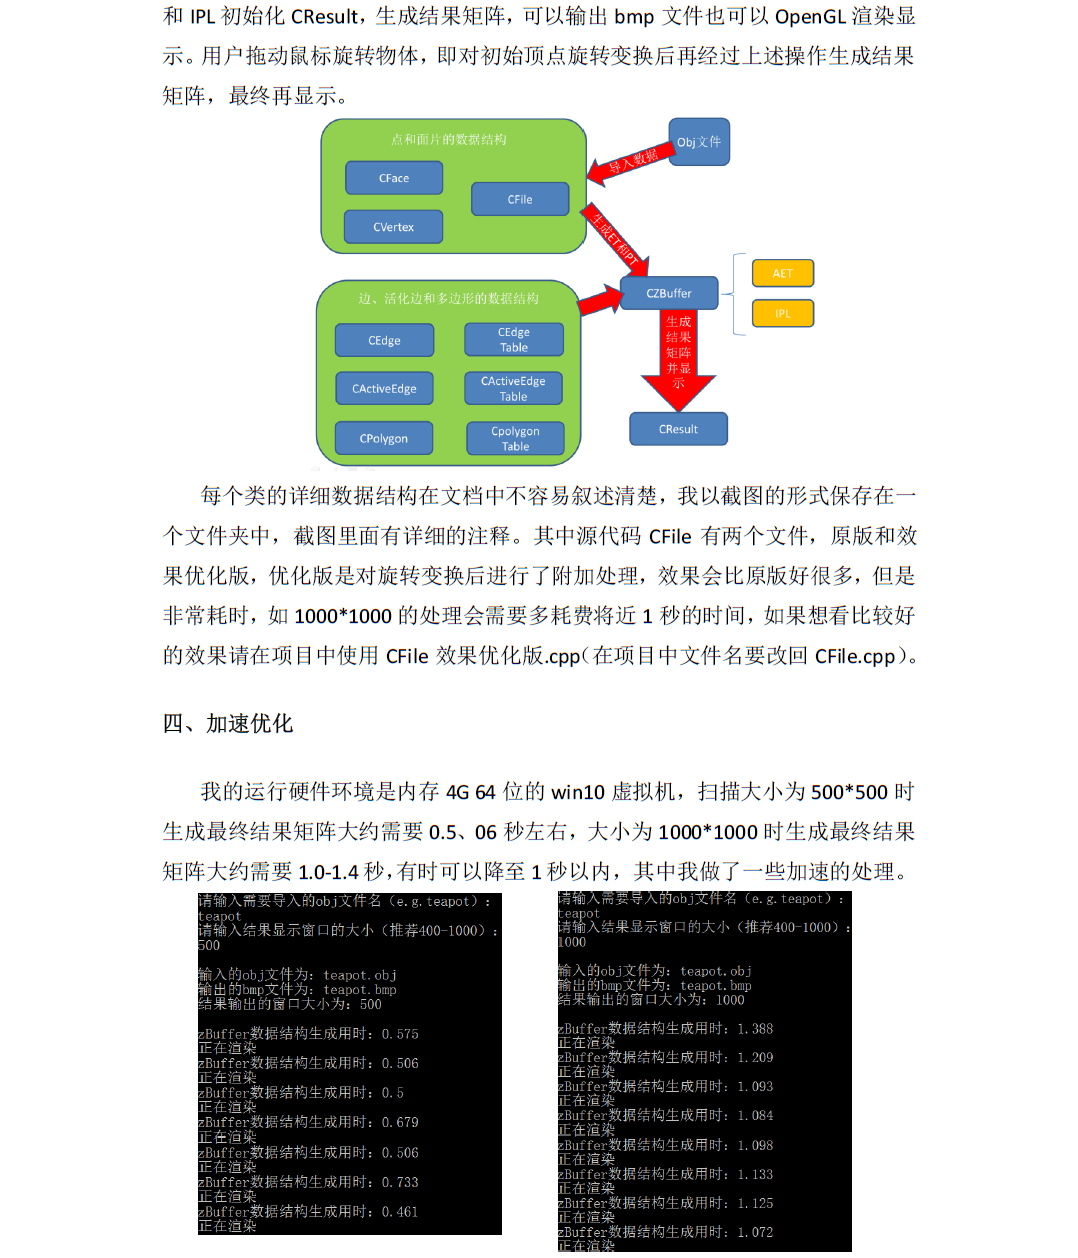 和 IPL 初始化 CResult，生成结果矩阵，可以输出 bmp 文件也可以 OpenGL 渲染显
示。用户拖动鼠标旋转物体，即对初始顶点旋转变换后再经过上述操作生成结果
矩阵，最终再显示。
点和面片的数据结构
Obj文件
导入数据
CFace
CFile
CVertex
生成ET和PT
边、活化边和多边形的数据结构
CZBuffer
AET
IPL
CEdge
CEdge
Table
生成
结果
矩阵
并显
示
CActiveEdge
CActiveEdge
Table
CPolygon
Cpolygon
Table
CResult
每个类的详细数据结构在文档中不容易叙述清楚，我以截图的形式保存在一
个文件夹中，截图里面有详细的注释。其中源代码 CFile 有两个文件，原版和效
果优化版，优化版是对旋转变换后进行了附加处理，效果会比原版好很多，但是
非常耗时，如 1000*1000 的处理会需要多耗费将近 1 秒的时间，如果想看比较好
的效果请在项目中使用 CFile 效果优化版.cpp（在项目中文件名要改回 CFile.cpp）。
四、加速优化
我的运行硬件环境是内存 4G 64 位的 win10 虚拟机，扫描大小为 500*500 时
生成最终结果矩阵大约需要 0.5、06 秒左右，大小为 1000*1000 时生成最终结果
矩阵大约需要 1.0-1.4 秒，有时可以降至 1 秒以内，其中我做了一些加速的处理。
请输入需要导入的obj文件名（e.g.teapot）：
teapot
请输入结果显示窗口的大小（推荐400-1000）：
500
输入的obj文件为：teapot.obj
输出的bmp文件为：teapot.bmp
结果输出的窗口大小为：500
zBuffer数据结构生成用时：0.575
正在渲染
zBuffer数据结构生成用时：0.506
正在渲染
zBuffer数据结构生成用时：0.5
正在渲染
zBuffer数据结构生成用时：0.679
正在渲染
zBuffer数据结构生成用时：0.506
正在渲染
zBuffer数据结构生成用时：0.733
正在渲染
zBuffer数据结构生成用时：0.461
正在渲染
请输入需要导入的obj文件名（e.g.teapot）：
teapot
请输入结果显示窗口的大小（推荐400-1000）：
1000
输入的obj文件为：teapot.obj
输出的bmp文件为：teapot.bmp
结果输出的窗口大小为：1000
zBuffer数据结构生成用时：1.388
正在渲染
zBuffer数据结构生成用时：1.209
正在渲染
zBuffer数据结构生成用时：1.093
正在渲染
zBuffer数据结构生成用时：1.084
正在渲染
zBuffer数据结构生成用时：1.098
正在渲染
zBuffer数据结构生成用时：1.133
正在渲染
zBuffer数据结构生成用时：1.125
正在渲染
zBuffer数据结构生成用时：1.072
正在渲染